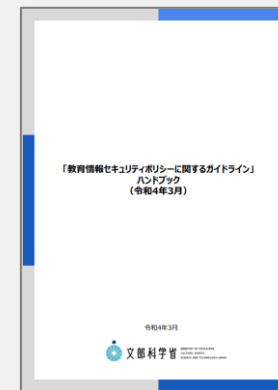 「教育情報セキュリティポリシーに関するガイドライン」
ハンドブック
（令和4年3月）
令和4年3月
文部科学省